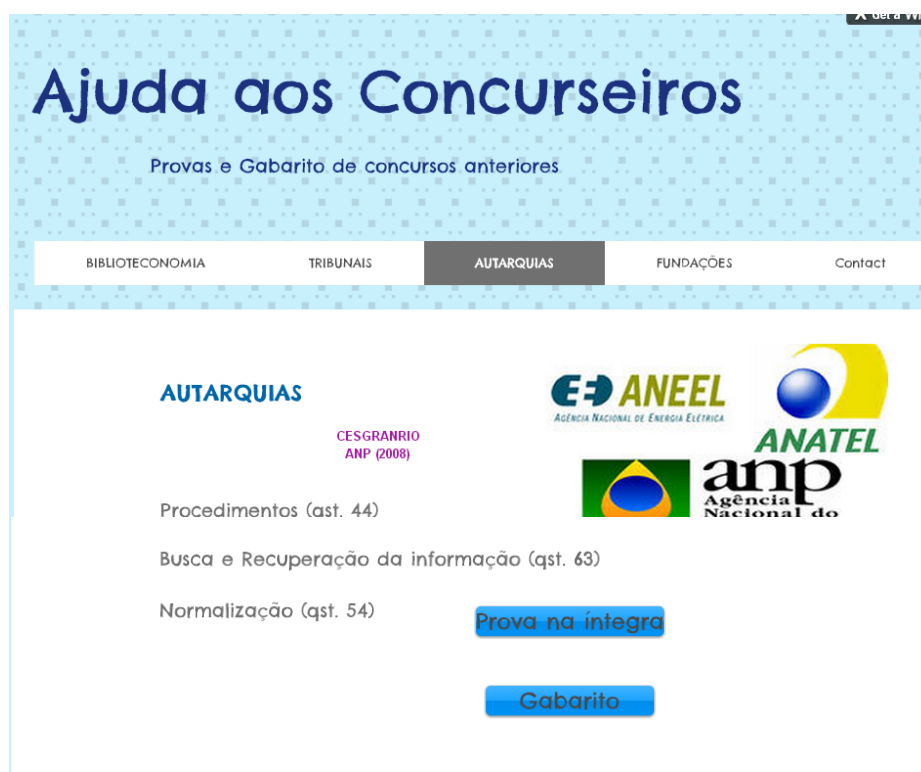 X Get a Wi
Ajuda aos Concurseiros
Provas e Gabarito de concursos anteriores
BIBLIOTECONOMIA TRIBUNAIS AUTARQUIAS FUNDAÇÕES Contact
AUTARQUIAS
ANEEL
AGÊNCIA NACIONAL DE ENERGIA ELÉTRICA
ANATEL
CESGRANRIO
ANP (2008)
anp
Agência
Nacional do
Procedimentos (qst. 44)
Busca e Recuperação da informação (qst. 63)
Normalização (qst. 54)
Prova na íntegra
Gabarito